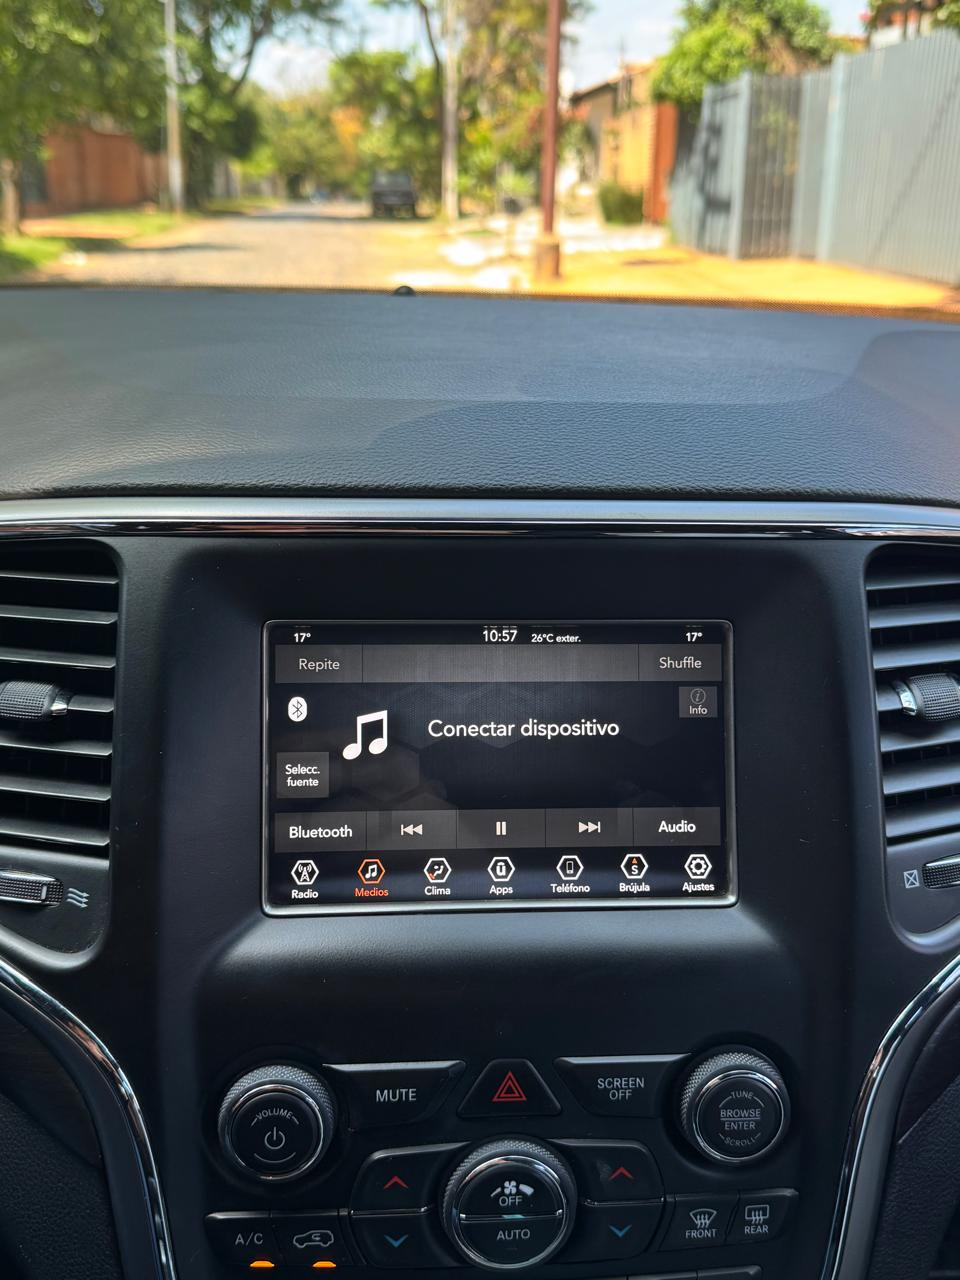 17°
10:57
26°C exter.
17°
Repite
Shuffle
Conectar dispositivo
i
Info
Selecc.
fuente
Bluetooth
Audio
Radio
Medios
Clima
Apps
Teléfono
S
Brújula
Ajustes
VOLUME
MUTE
SCREEN
OFF
TUNE
BROWSE
ENTER
SCROLL
OFF
AUTO
A/C
FRONT
REAR